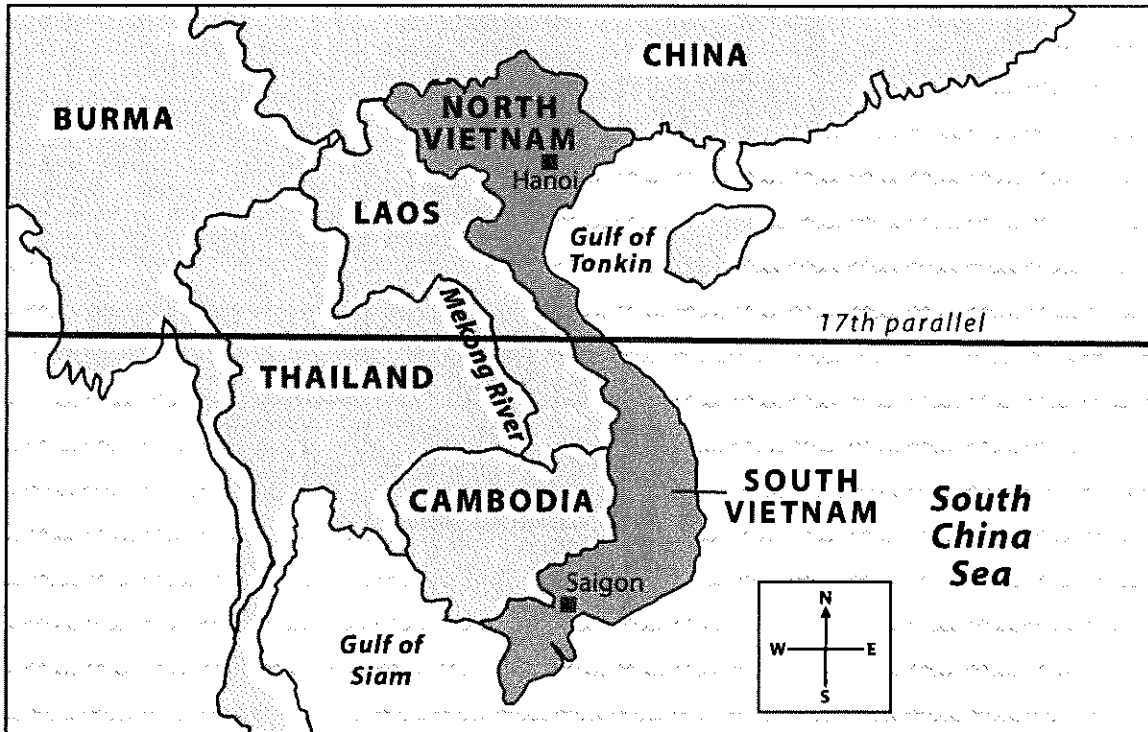 CHINA
BURMA
NORTH
VIETNAM
Hanoi
LAOS
Gulf of
Tonkin
Mekong River
17th parallel
THAILAND
CAMBODIA
SOUTH
VIETNAM
South
China
Sea
Saigon
Gulf of
Siam
N
W E
S